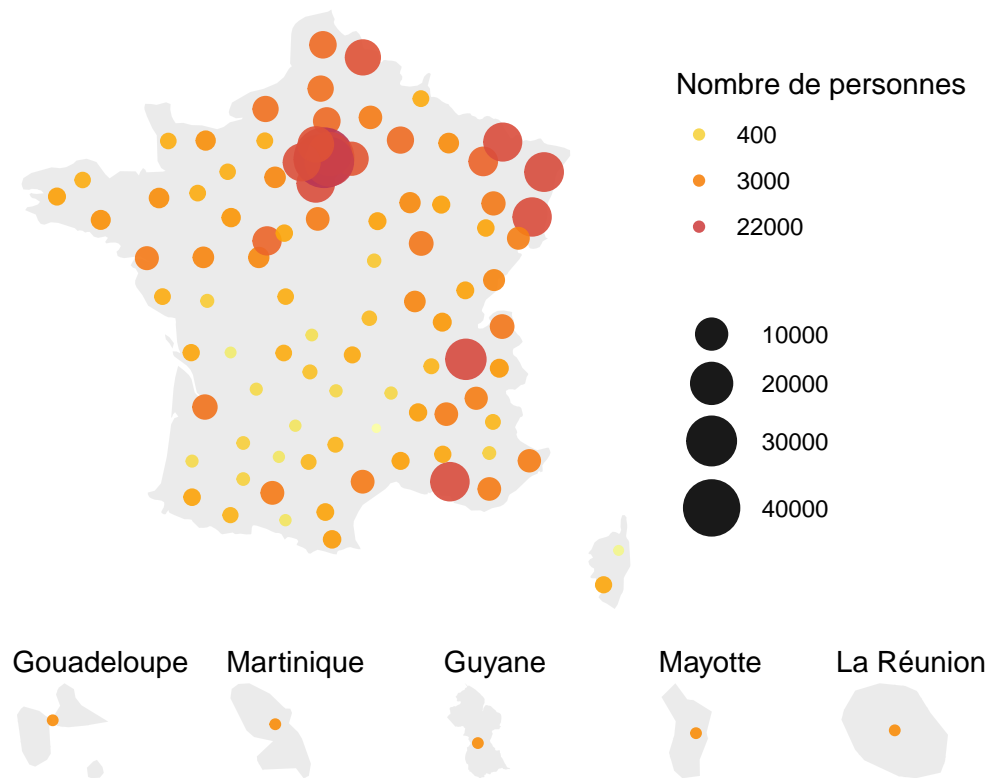 Nombre de personnes
400
3000
22000
10000
20000
30000
40000
Gouadeloupe
Martinique
Guyane
Mayotte
La Réunion